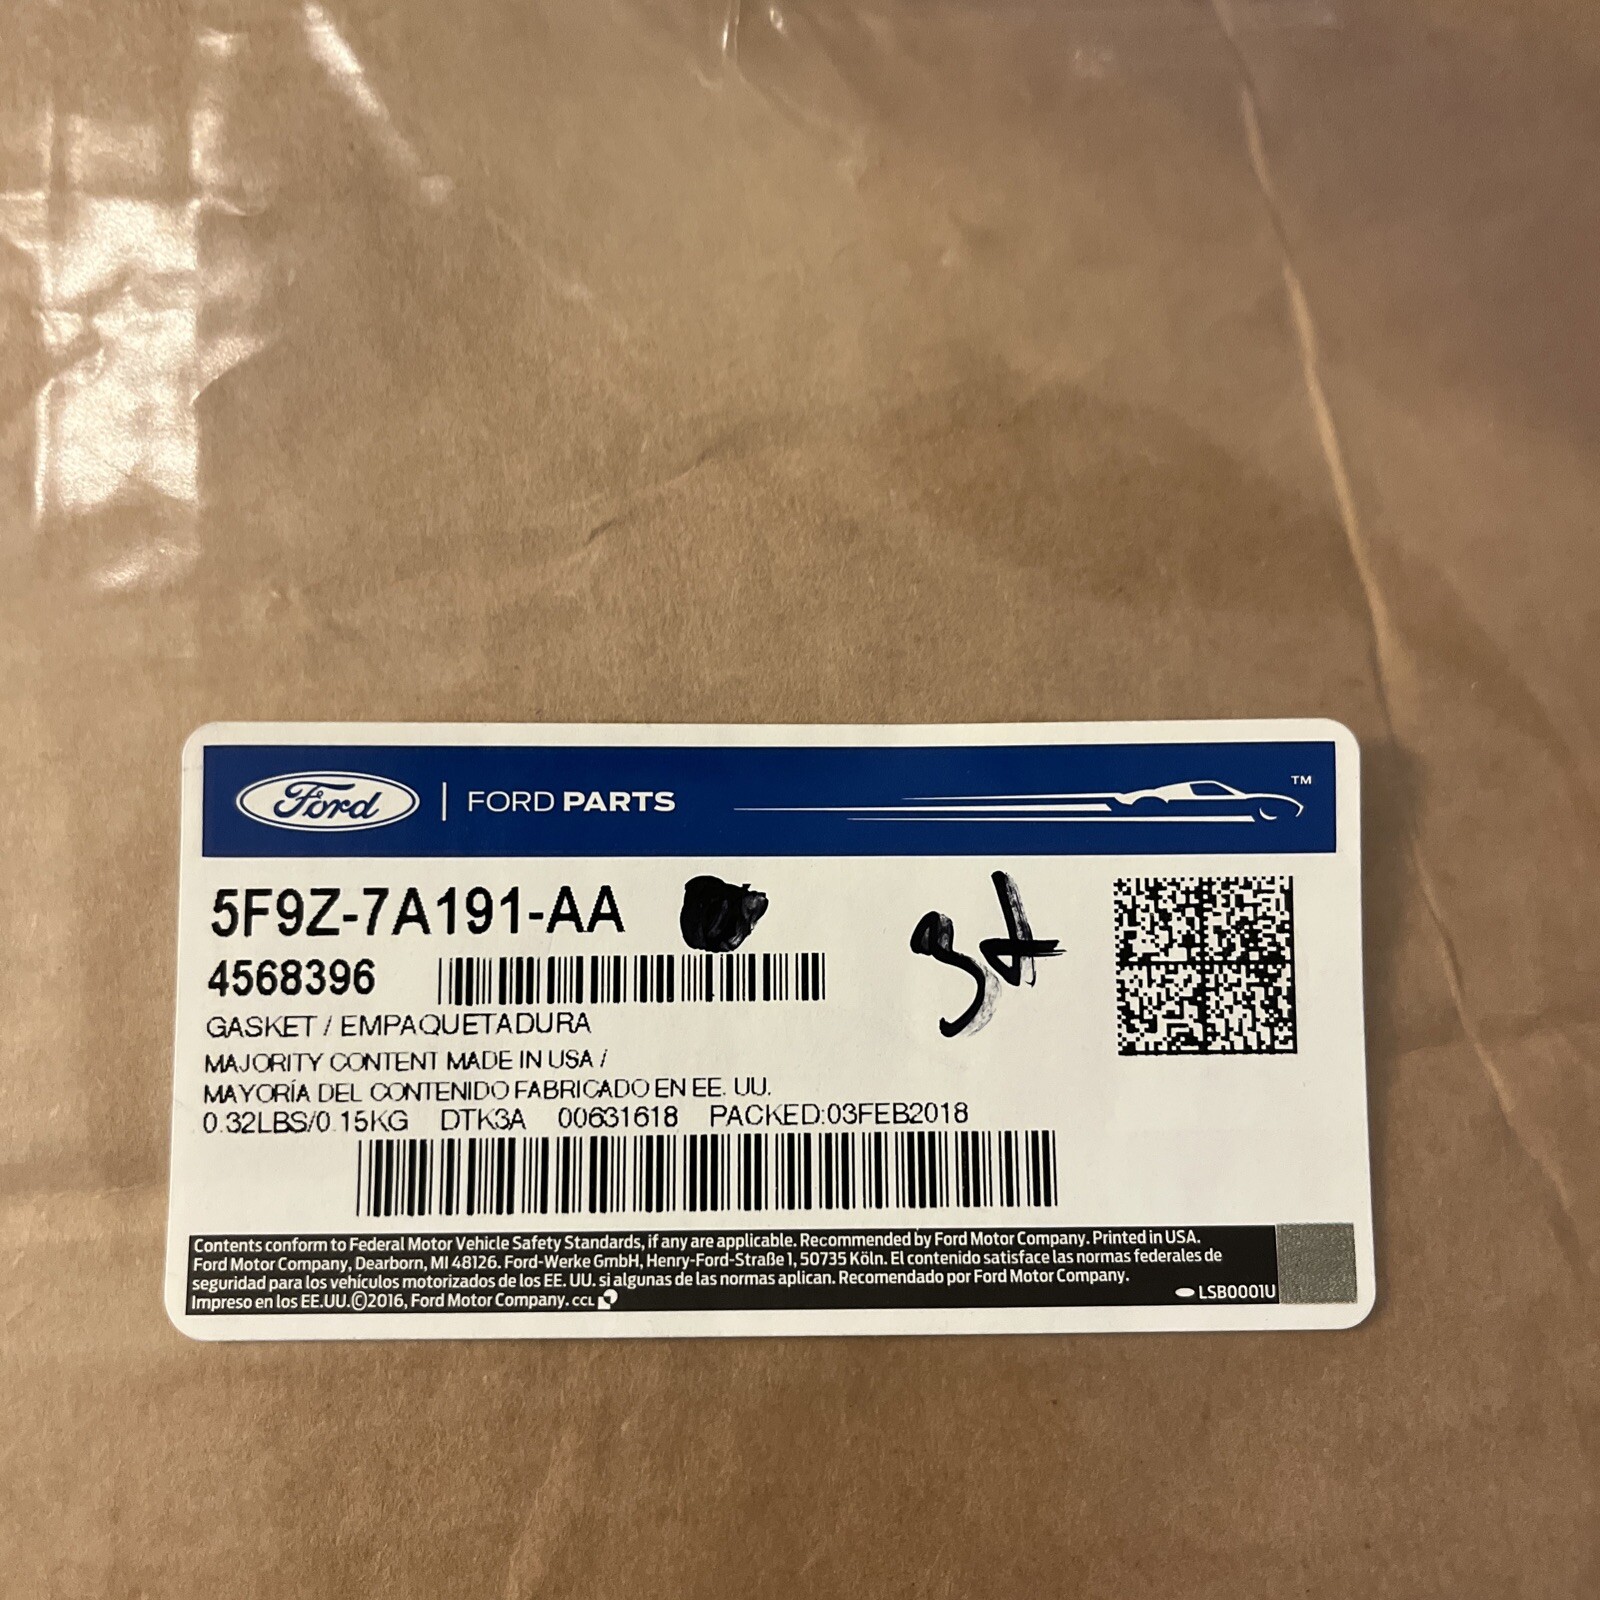 Ford | FORD PARTS TM
5F9Z-7A191-AA
4568396
GASKET / EMPAQUETADURA
MAJORITY CONTENT MADE IN USA /
MAYORÍA DEL CONTENIDO FABRICADO EN EE. UU.
0.32LBS/0.15KG DTK3A 00631618 PACKED:03FEB2018
Contents conform to Federal Motor Vehicle Safety Standards, if any are applicable. Recommended by Ford Motor Company. Printed in USA.
Ford Motor Company, Dearborn, MI 48126. Ford-Werke GmbH, Henry-Ford-Straße 1, 50735 Köln. El contenido satisface las normas federales de
seguridad para los vehículos motorizados de los EE. UU. si algunas de las normas aplican. Recomendado por Ford Motor Company.
Impreso en los EE.UU.©2016, Ford Motor Company. CCL
LSB0001U